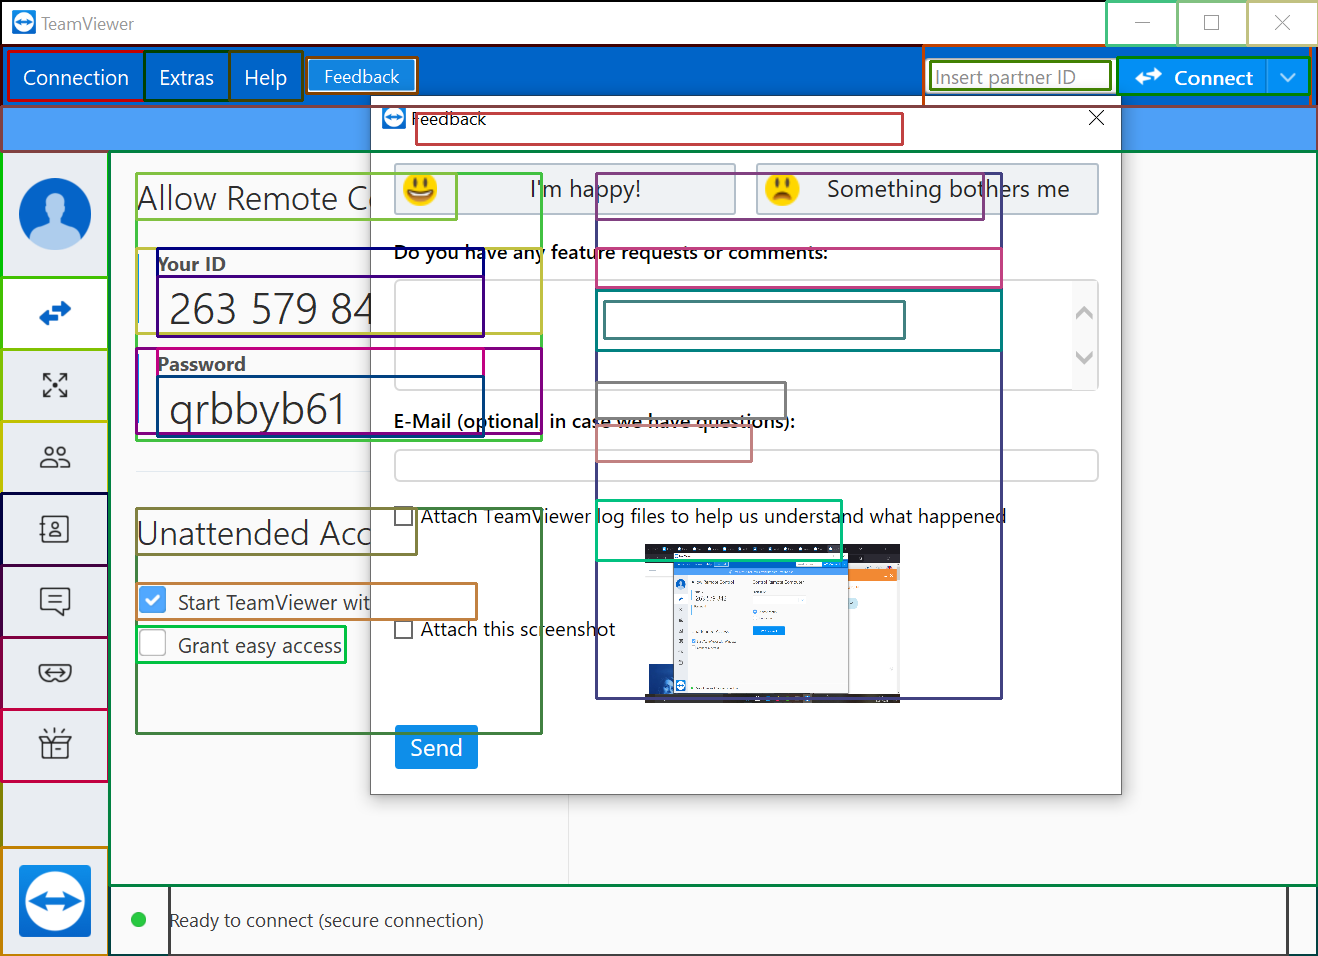 TeamViewer
Connection Extras Help Feedback
Insert partner ID
Connect
Feedback
I'm happy!
Something bothers me
Do you have any feature requests or comments:
E-Mail (optional, in case we have questions):
Attach TeamViewer log files to help us understand what happened
Attach this screenshot
Send
Allow Remote
Your ID
263 579 84
Password
qrbbyb61
Unattended
Start TeamViewer
Grant easy access
Ready to connect (secure connection)